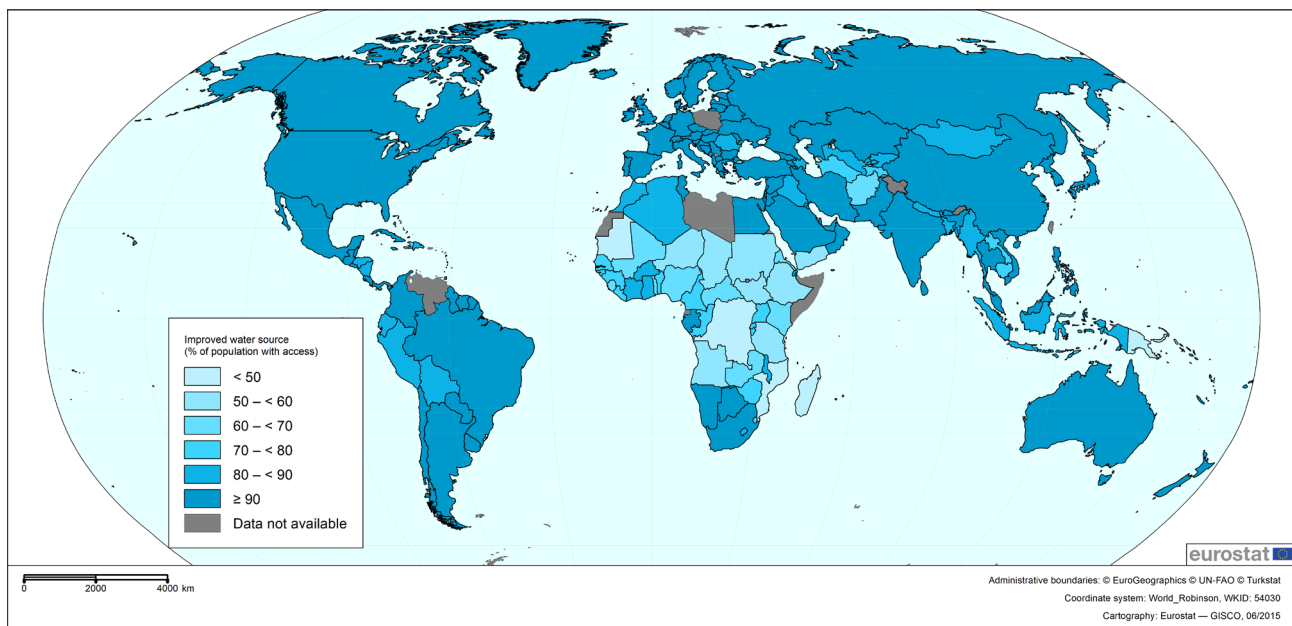 Improved water source
(% of population with access)
< 50
50 – < 60
60 – < 70
70 – < 80
80 – < 90
≥ 90
Data not available
eurostat
0 2000 4000 km
Administrative boundaries: © EuroGeographics © UN-FAO © Turkstat
Coordinate system: World_Robinson, WKID: 54030
Cartography: Eurostat — GISCO, 06/2015